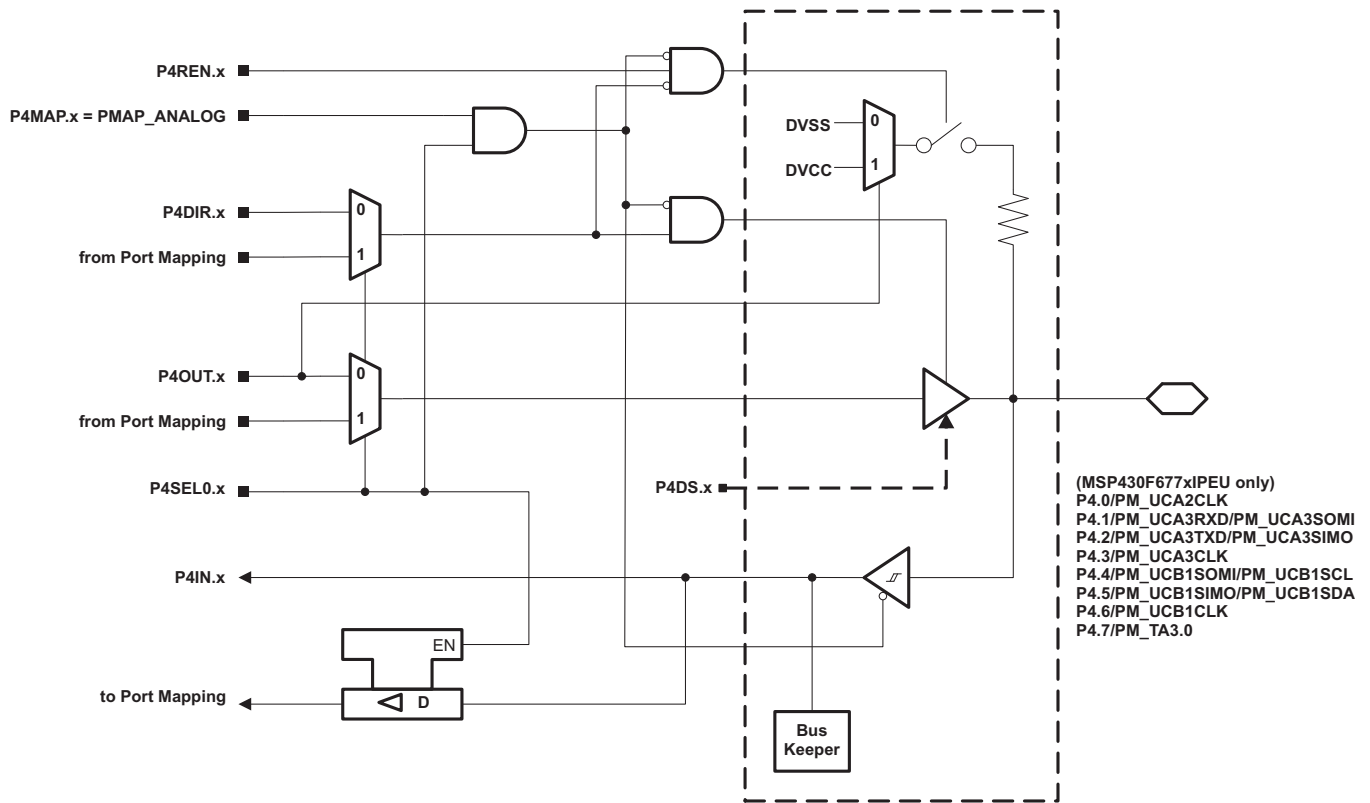 P4REN.x
P4MAP.x = PMAP_ANALOG
DVSS
0
DVCC
1
P4DIR.x
0
from Port Mapping
1
P4OUT.x
0
from Port Mapping
1
P4SEL0.x
P4DS.x
(MSP430F677xIPEU only)
P4.0/PM_UCA2CLK
P4.1/PM_UCA3RXD/PM_UCA3SOMI
P4.2/PM_UCA3TXD/PM_UCA3SIMO
P4.3/PM_UCA3CLK
P4.4/PM_UCB1SOMI/PM_UCB1SCL
P4.5/PM_UCB1SIMO/PM_UCB1SDA
P4.6/PM_UCB1CLK
P4.7/PM_TA3.0
P4IN.x
EN
to Port Mapping
D
Bus
Keeper